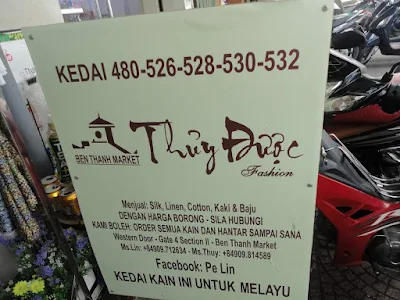 KEDAI 480-526-528-530-532
BEN THANH MARKET
Thủy Được
Fashion
Menjual: Silk, Linen, Cotton, Kaki & Baju
DENGAN HARGA BORONG - SILA HUBUNGI
KAMI BOLEH: ORDER SEMUA KAIN DAN HANTAR SAMPAI SANA
Western Door - Gate 4 Section II - Ben Thanh Market
Ms.Lin: +84909.712634 - Ms.Thuy: +84909.814589
Facebook: Pe Lin
KEDAI KAIN INI UNTUK MELAYU